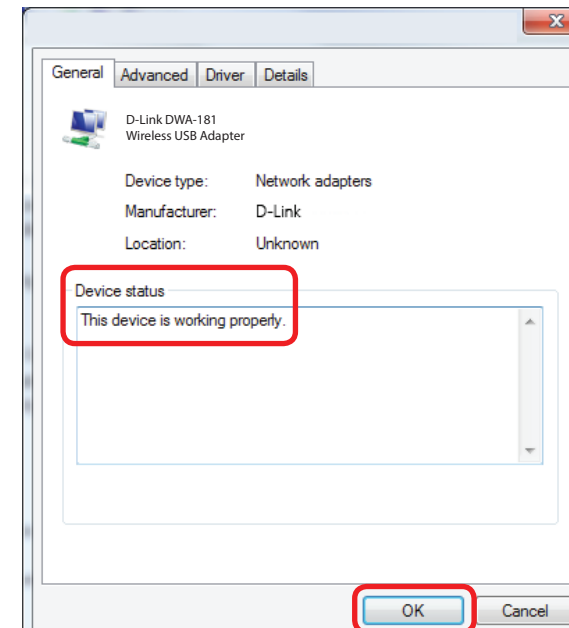 General Advanced Driver Details
D-Link DWA-181
Wireless USB Adapter
Device type: Network adapters
Manufacturer: D-Link
Location: Unknown
Device status
This device is working properly.
OK Cancel